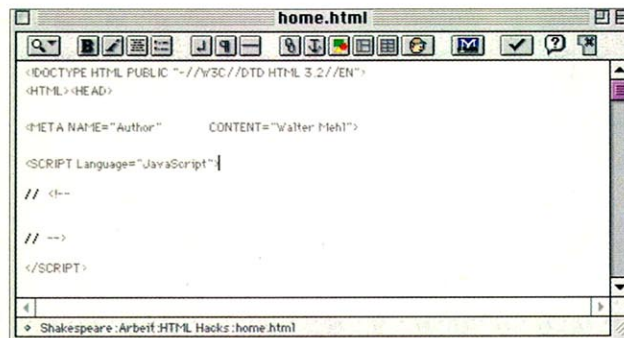 home.html
<!DOCTYPE HTML PUBLIC "-//W3C//DTD HTML 3.2//EN">
<HTML><HEAD>
<META NAME="Author" CONTENT="Walter Mehl">
<SCRIPT Language="JavaScript">
// <!--
// -->
</SCRIPT>
Shakespeare:Arbeit:HTML Hacks:home.html